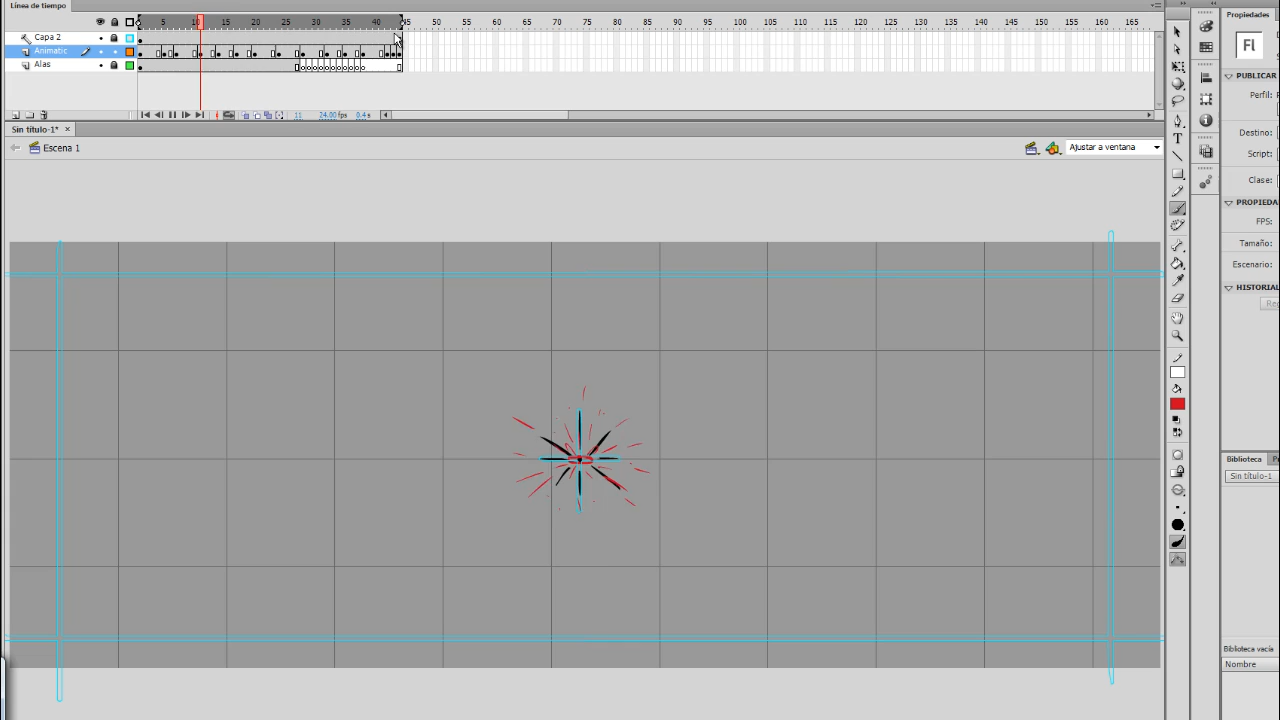 Línea de tiempo
5 10 15 20 25 30 35 40 50 55 60 65 70 75 80 85 90 95 100 105 110 115 120 125 130 135 140 145 150 155 160 165
Capa 2
Animatic
Alas
11 24.00 fps 0.4 s
Sin título-1* ×
Escena 1
Ajustar a ventana
Propiedades
Fl
PUBLICAR
Perfil:
Destino:
Script:
Clase:
PROPIEDA
FPS:
Tamaño:
Escenario:
HISTORIAL
Biblioteca
Sin título-1
Biblioteca vacía
Nombre